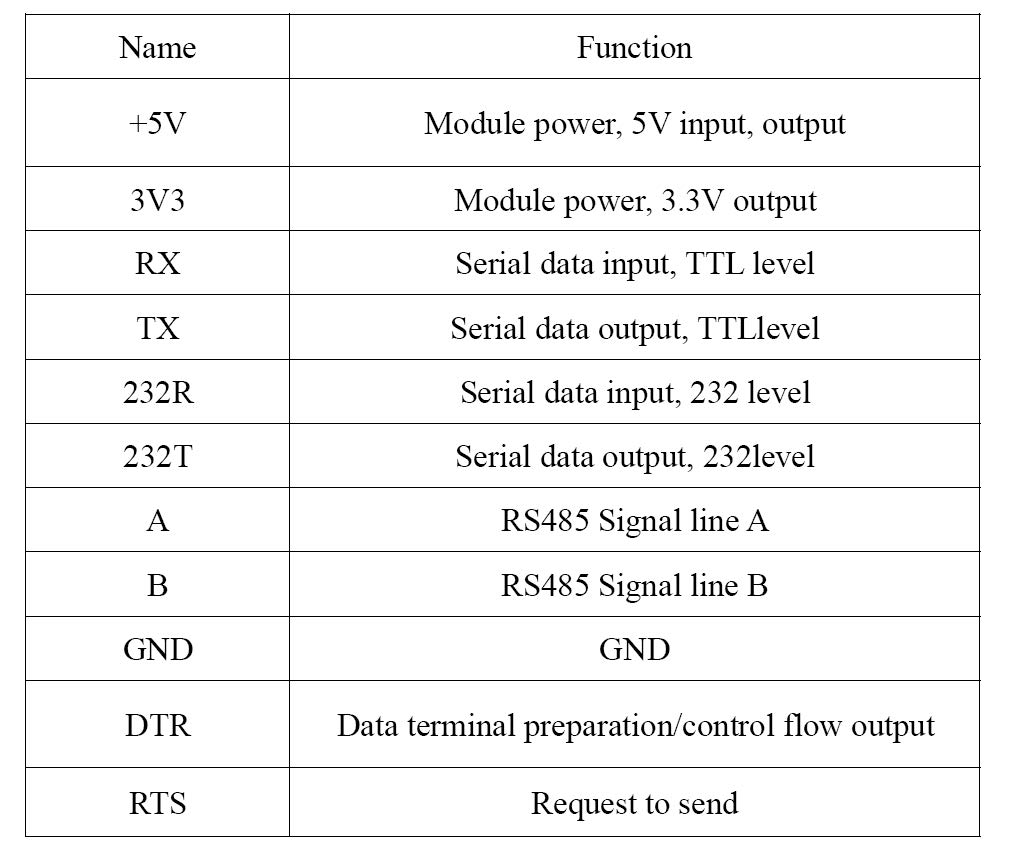 Name Function
+5V Module power, 5V input, output
3V3 Module power, 3.3V output
RX Serial data input, TTL level
TX Serial data output, TTLlevel
232R Serial data input, 232 level
232T Serial data output, 232level
A RS485 Signal line A
B RS485 Signal line B
GND GND
DTR Data terminal preparation/control flow output
RTS Request to send